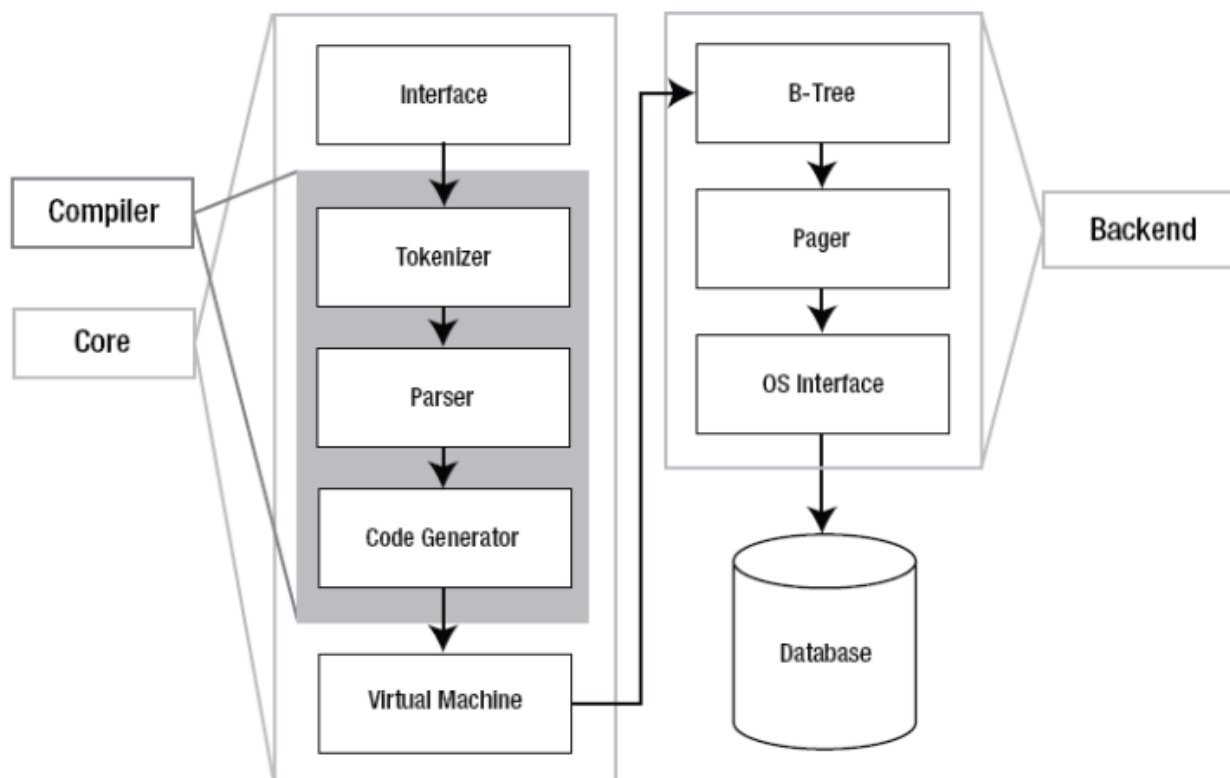 Interface
B-Tree
Compiler
Tokenizer
Pager
Backend
Core
Parser
OS Interface
Code Generator
Database
Virtual Machine